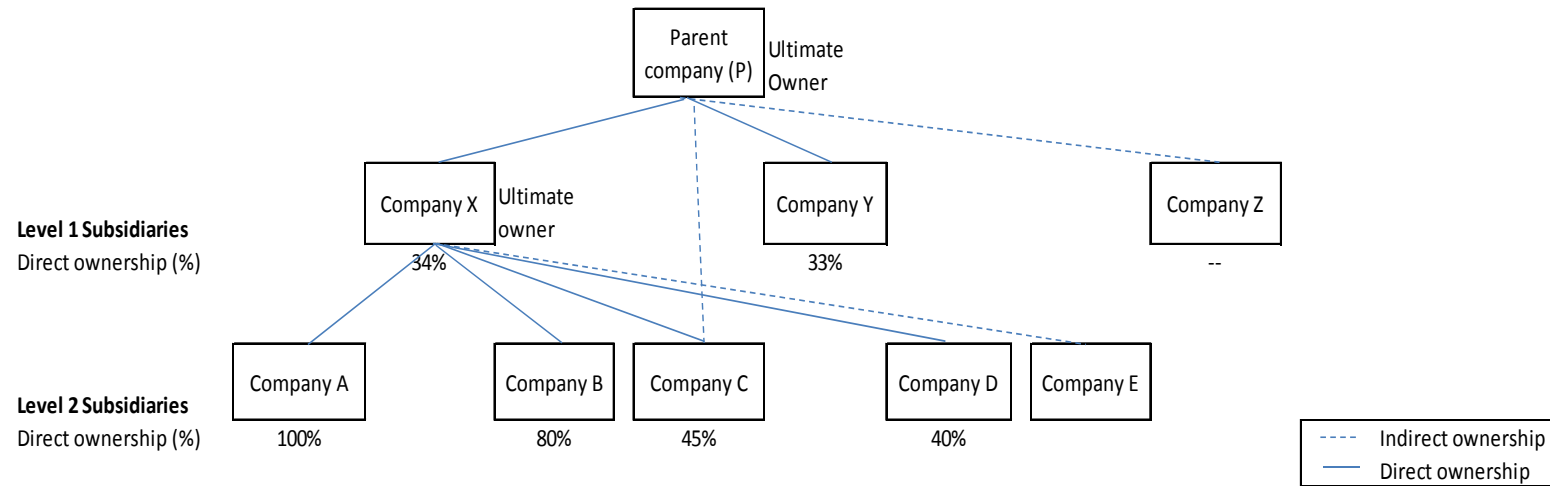 Parent
company (P)
Ultimate
Owner
Company X
Ultimate
owner
Company Y
Company Z
Level 1 Subsidiaries
Direct ownership (%)
34%
33%
--
Company A
Company B
Company C
Company D
Company E
Level 2 Subsidiaries
Direct ownership (%)
100%
80%
45%
40%
Indirect ownership
Direct ownership